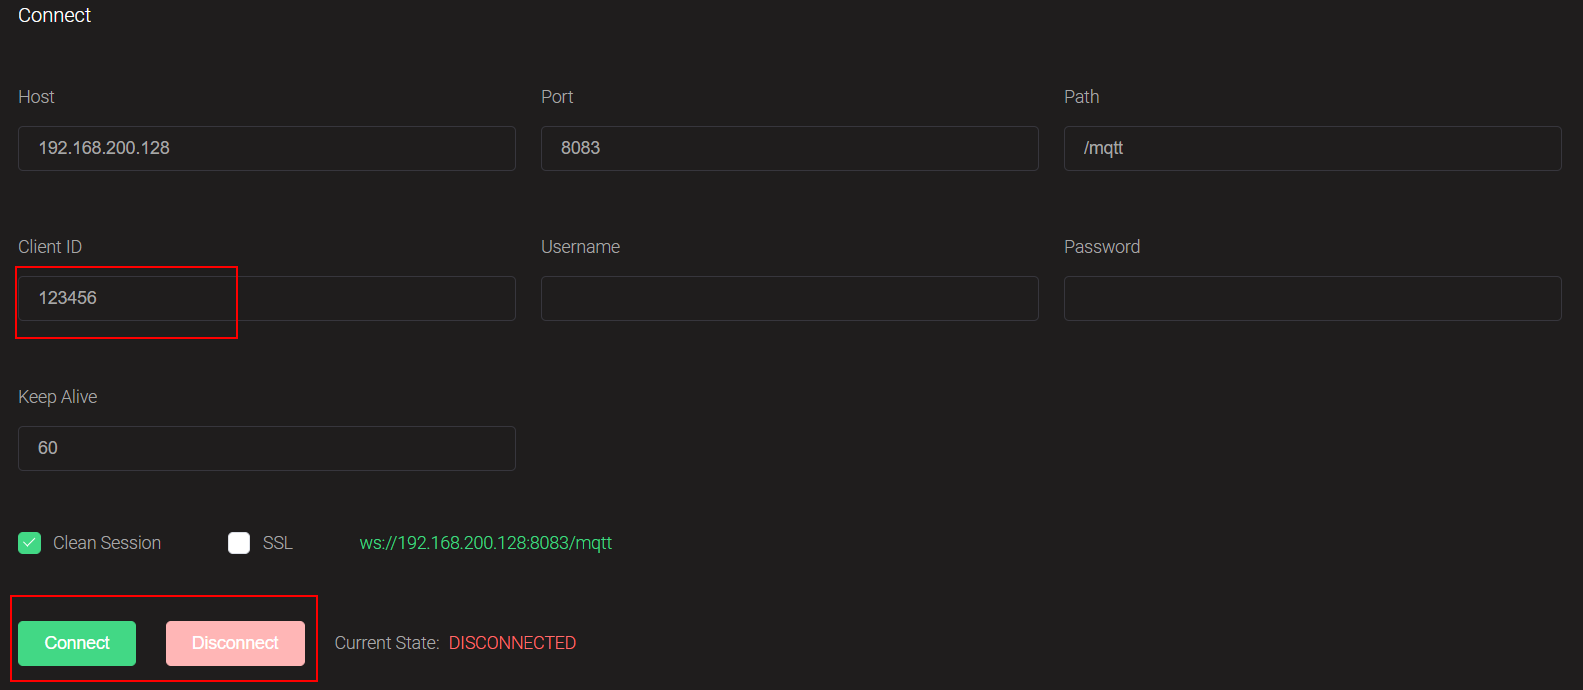 Connect
Host
Port
Path
192.168.200.128
8083
/mqtt
Client ID
Username
Password
123456
Keep Alive
60
Clean Session
SSL
ws://192.168.200.128:8083/mqtt
Connect
Disconnect
Current State: DISCONNECTED